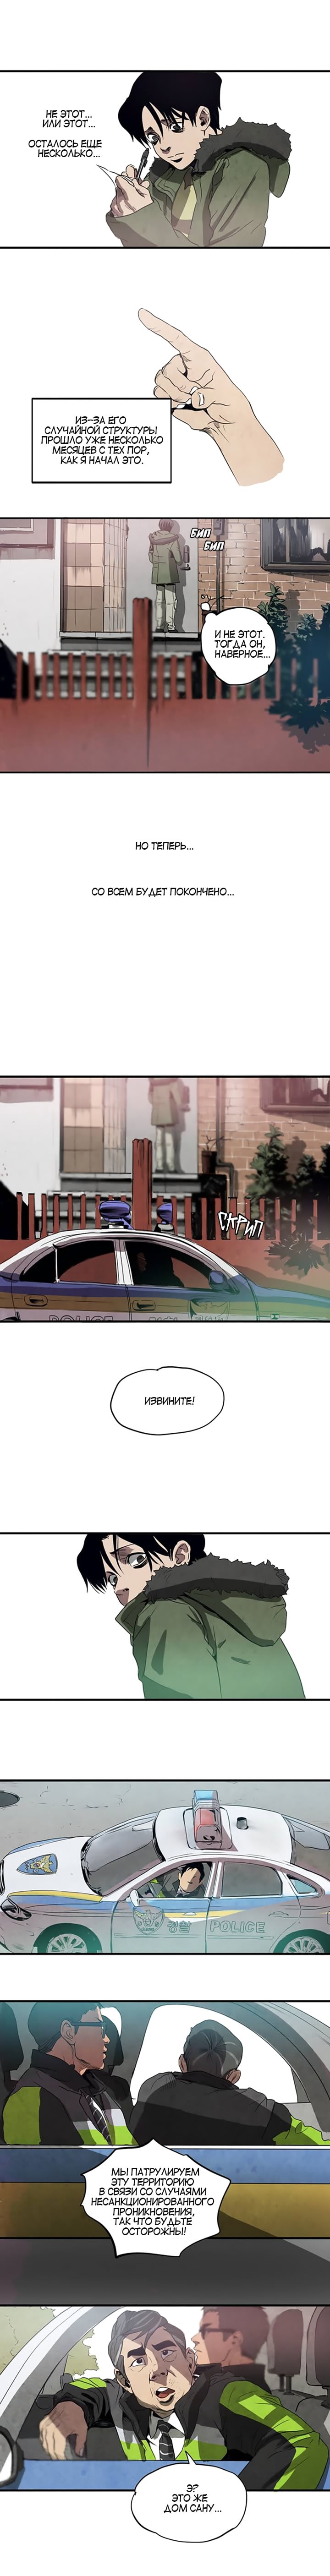 НЕ ЭТОТ...
ИЛИ ЭТОТ...
ОСТАЛОСЬ ЕЩЕ
НЕСКОЛЬКО...
ИЗ-ЗА ЕГО
СЛУЧАЙНОЙ СТРУКТУРЫ
ПРОШЛО УЖЕ НЕСКОЛЬКО
МЕСЯЦЕВ С ТЕХ ПОР,
КАК Я НАЧАЛ ЭТО.
БИП
БИП
И НЕ ЭТОТ.
ТОГДА ОН,
НАВЕРНОЕ...
НО ТЕПЕРЬ...
СО ВСЕМ БУДЕТ ПОКОНЧЕНО...
СКРИП
POLICE
ИЗВИНИТЕ!
경찰 POLICE
МЫ ПАТРУЛИРУЕМ
ЭТУ ТЕРРИТОРИЮ
В СВЯЗИ СО СЛУЧАЯМИ
НЕСАНКЦИОНИРОВАННОГО
ПРОНИКНОВЕНИЯ,
ТАК ЧТО БУДЬТЕ
ОСТОРОЖНЫ!
Э?
ЭТО ЖЕ
ДОМ САНУ...